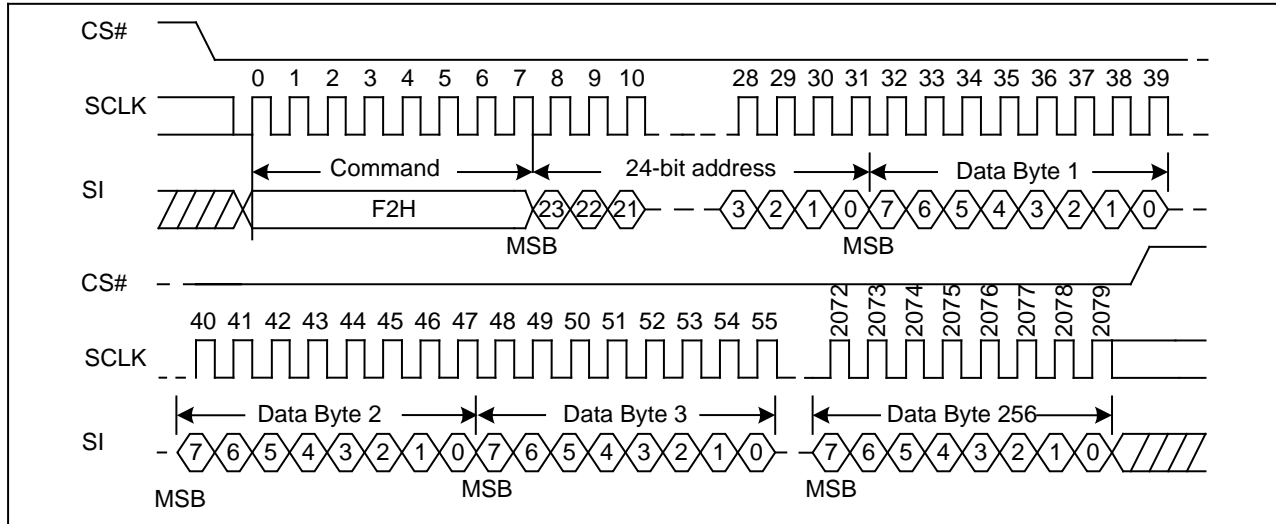 CS#
0 1 2 3 4 5 6 7 8 9 10 28 29 30 31 32 33 34 35 36 37 38 39
SCLK
Command 24-bit address Data Byte 1
SI
F2H 23 22 21 3 2 1 0 7 6 5 4 3 2 1 0
MSB MSB
CS#
40 41 42 43 44 45 46 47 48 49 50 51 52 53 54 55 2072 2073 2074 2075 2076 2077 2078 2079
SCLK
Data Byte 2 Data Byte 3 Data Byte 256
SI
7 6 5 4 3 2 1 0 7 6 5 4 3 2 1 0 7 6 5 4 3 2 1 0
MSB MSB MSB